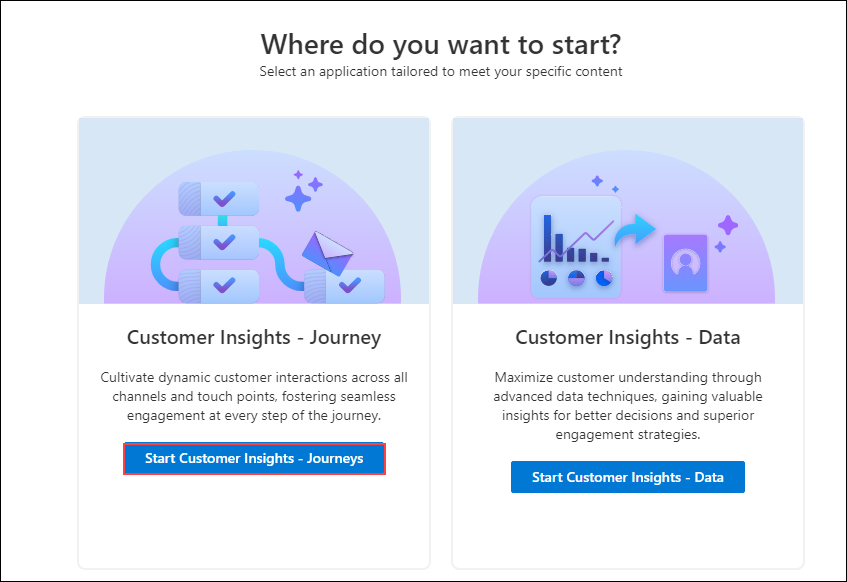 Where do you want to start?
Select an application tailored to meet your specific content
Customer Insights - Journey
Cultivate dynamic customer interactions across all
channels and touch points, fostering seamless
engagement at every step of the journey.
Start Customer Insights - Journeys
Customer Insights - Data
Maximize customer understanding through
advanced data techniques, gaining valuable
insights for better decisions and superior
engagement strategies.
Start Customer Insights - Data